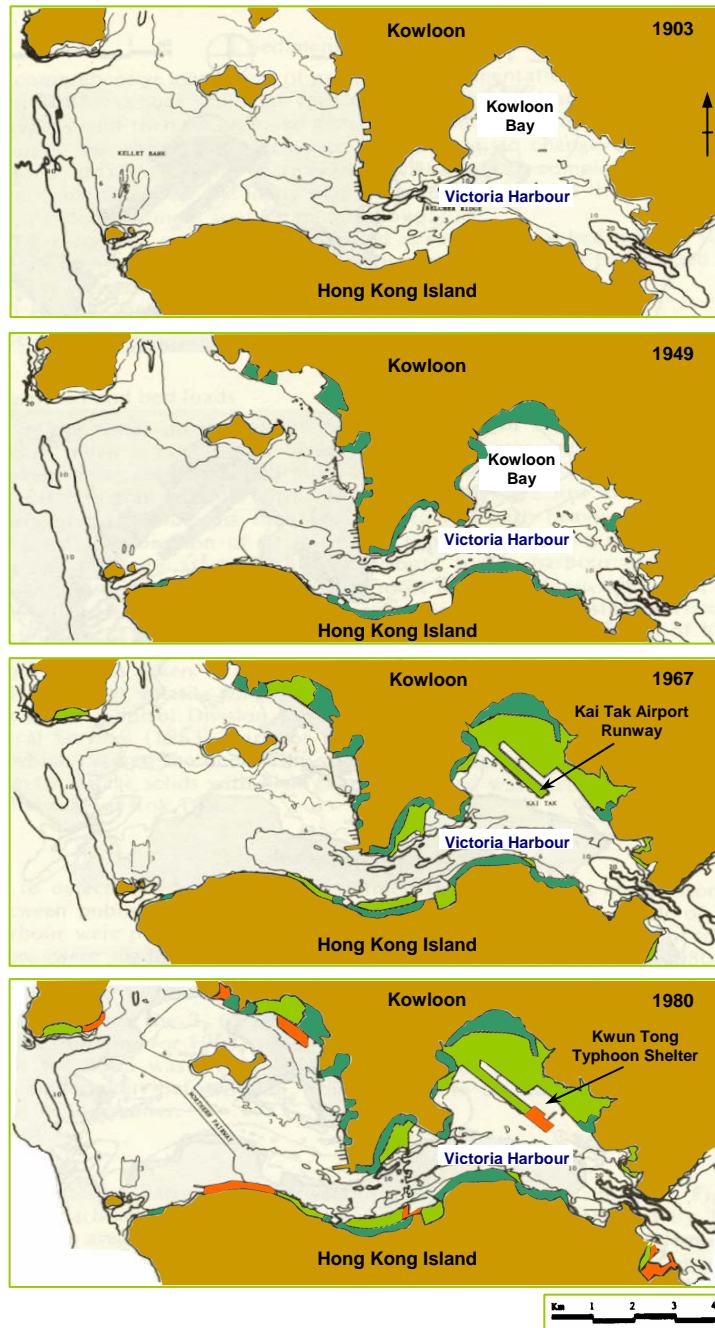 Kowloon
1903
Kowloon
Bay
KELLET BANK
Victoria Harbour
BELCHER RIDGE
Hong Kong Island
Kowloon
1949
Kowloon
Bay
Victoria Harbour
Hong Kong Island
Kowloon
1967
Kai Tak Airport
Runway
KAI TAK
Victoria Harbour
Hong Kong Island
Kowloon
1980
Kwun Tong
Typhoon Shelter
NORTHERN FAIRWAY
Victoria Harbour
Hong Kong Island
Km 1 2 3 4